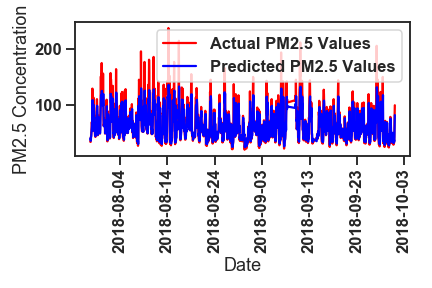 PM2.5 Concentration
200
100
Actual PM2.5 Values
Predicted PM2.5 Values
2018-08-04
2018-08-14
2018-08-24
2018-09-03
2018-09-13
2018-09-23
2018-10-03
Date